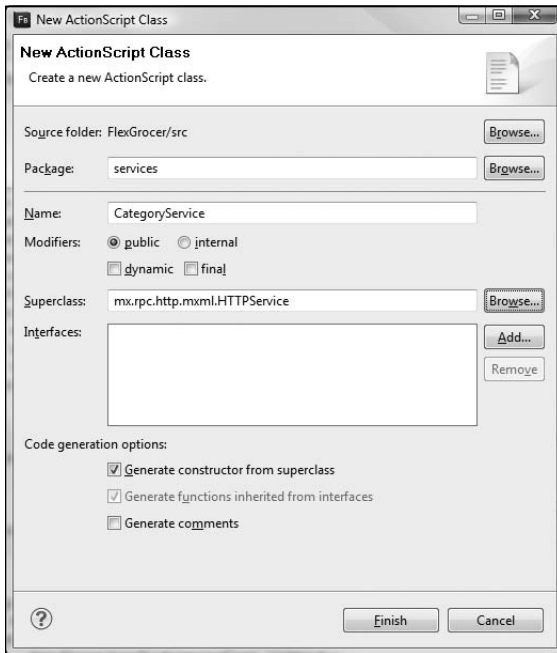 Fb New ActionScript Class
New ActionScript Class
Create a new ActionScript class.
Source folder: FlexGrocer/src Browse...
Package: services Browse...
Name: CategoryService
Modifiers: public internal
dynamic final
Superclass: mx.rpc.http.mxml.HTTPService Browse...
Interfaces: Add...
Remove
Code generation options:
Generate constructor from superclass
Generate functions inherited from interfaces
Generate comments
? Finish Cancel